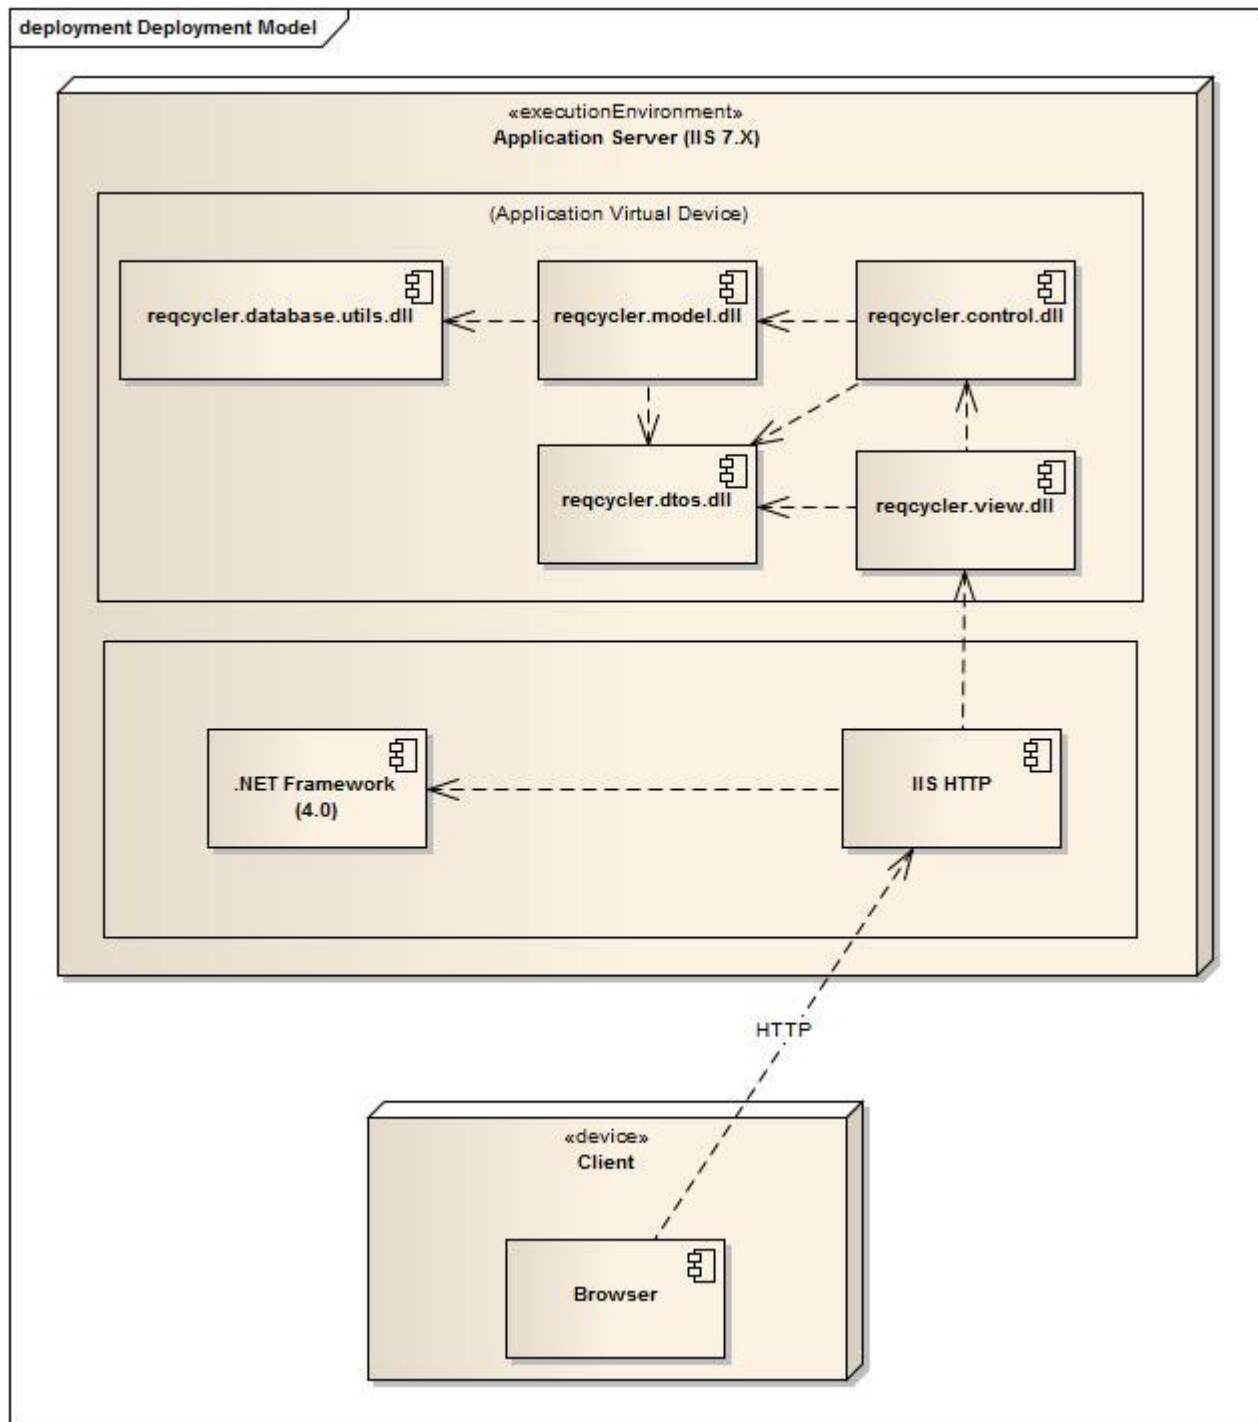 deployment Deployment Model
«executionEnvironment»
Application Server (IIS 7.X)
(Application Virtual Device)
reqcycler.database.utils.dll
reqcycler.model.dll
reqcycler.control.dll
reqcycler.dtos.dll
reqcycler.view.dll
.NET Framework
(4.0)
IIS HTTP
HTTP
«device»
Client
Browser